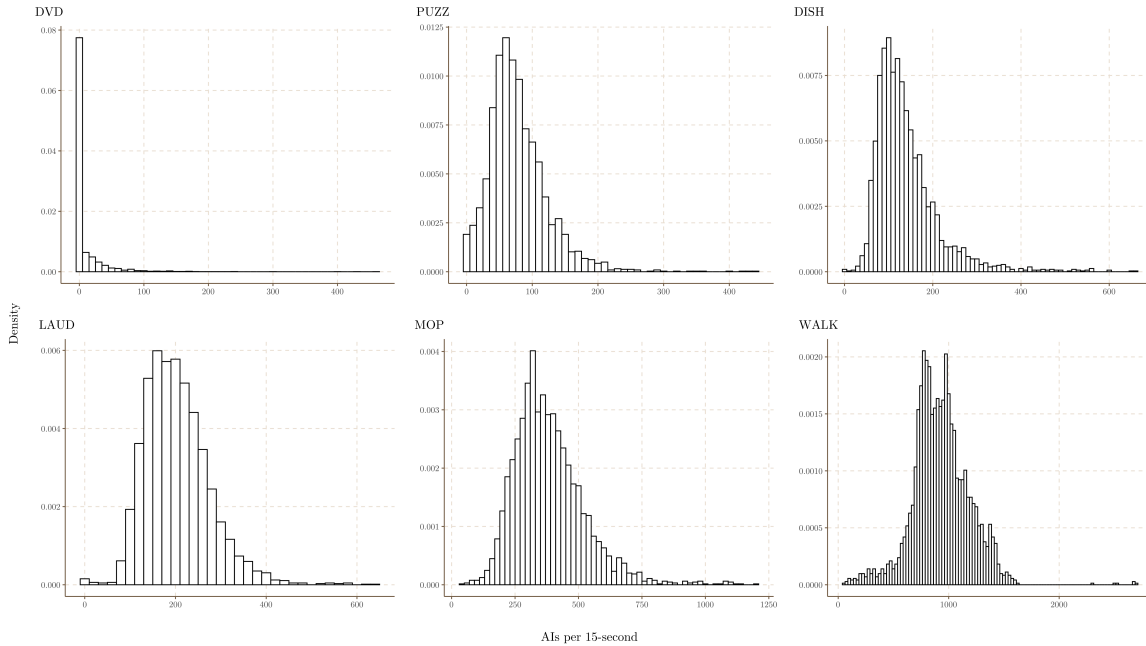 DVD
0.08
0.06
0.04
0.02
0.00
0 100 200 300 400
PUZZ
0.0125
0.0100
0.0075
0.0050
0.0025
0.0000
0 100 200 300 400
DISH
0.0075
0.0050
0.0025
0.0000
0 200 400 600
Density
LAUD
0.006
0.004
0.002
0.000
0 200 400 600
MOP
0.004
0.003
0.002
0.001
0.000
0 250 500 750 1000 1250
WALK
0.0020
0.0015
0.0010
0.0005
0.0000
0 1000 2000
AIs per 15-second